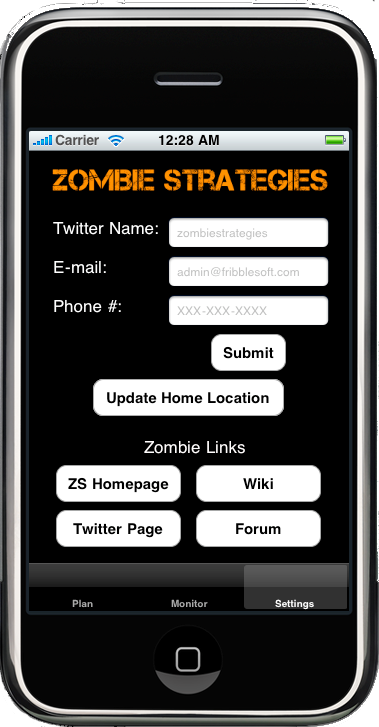 Carrier 12:28 AM
ZOMBIE STRATEGIES
Twitter Name: zombiestrategies
E-mail: admin@fribblesoft.com
Phone #: XXX-XXX-XXXX
Submit
Update Home Location
Zombie Links
ZS Homepage Wiki
Twitter Page Forum
Plan Monitor Settings